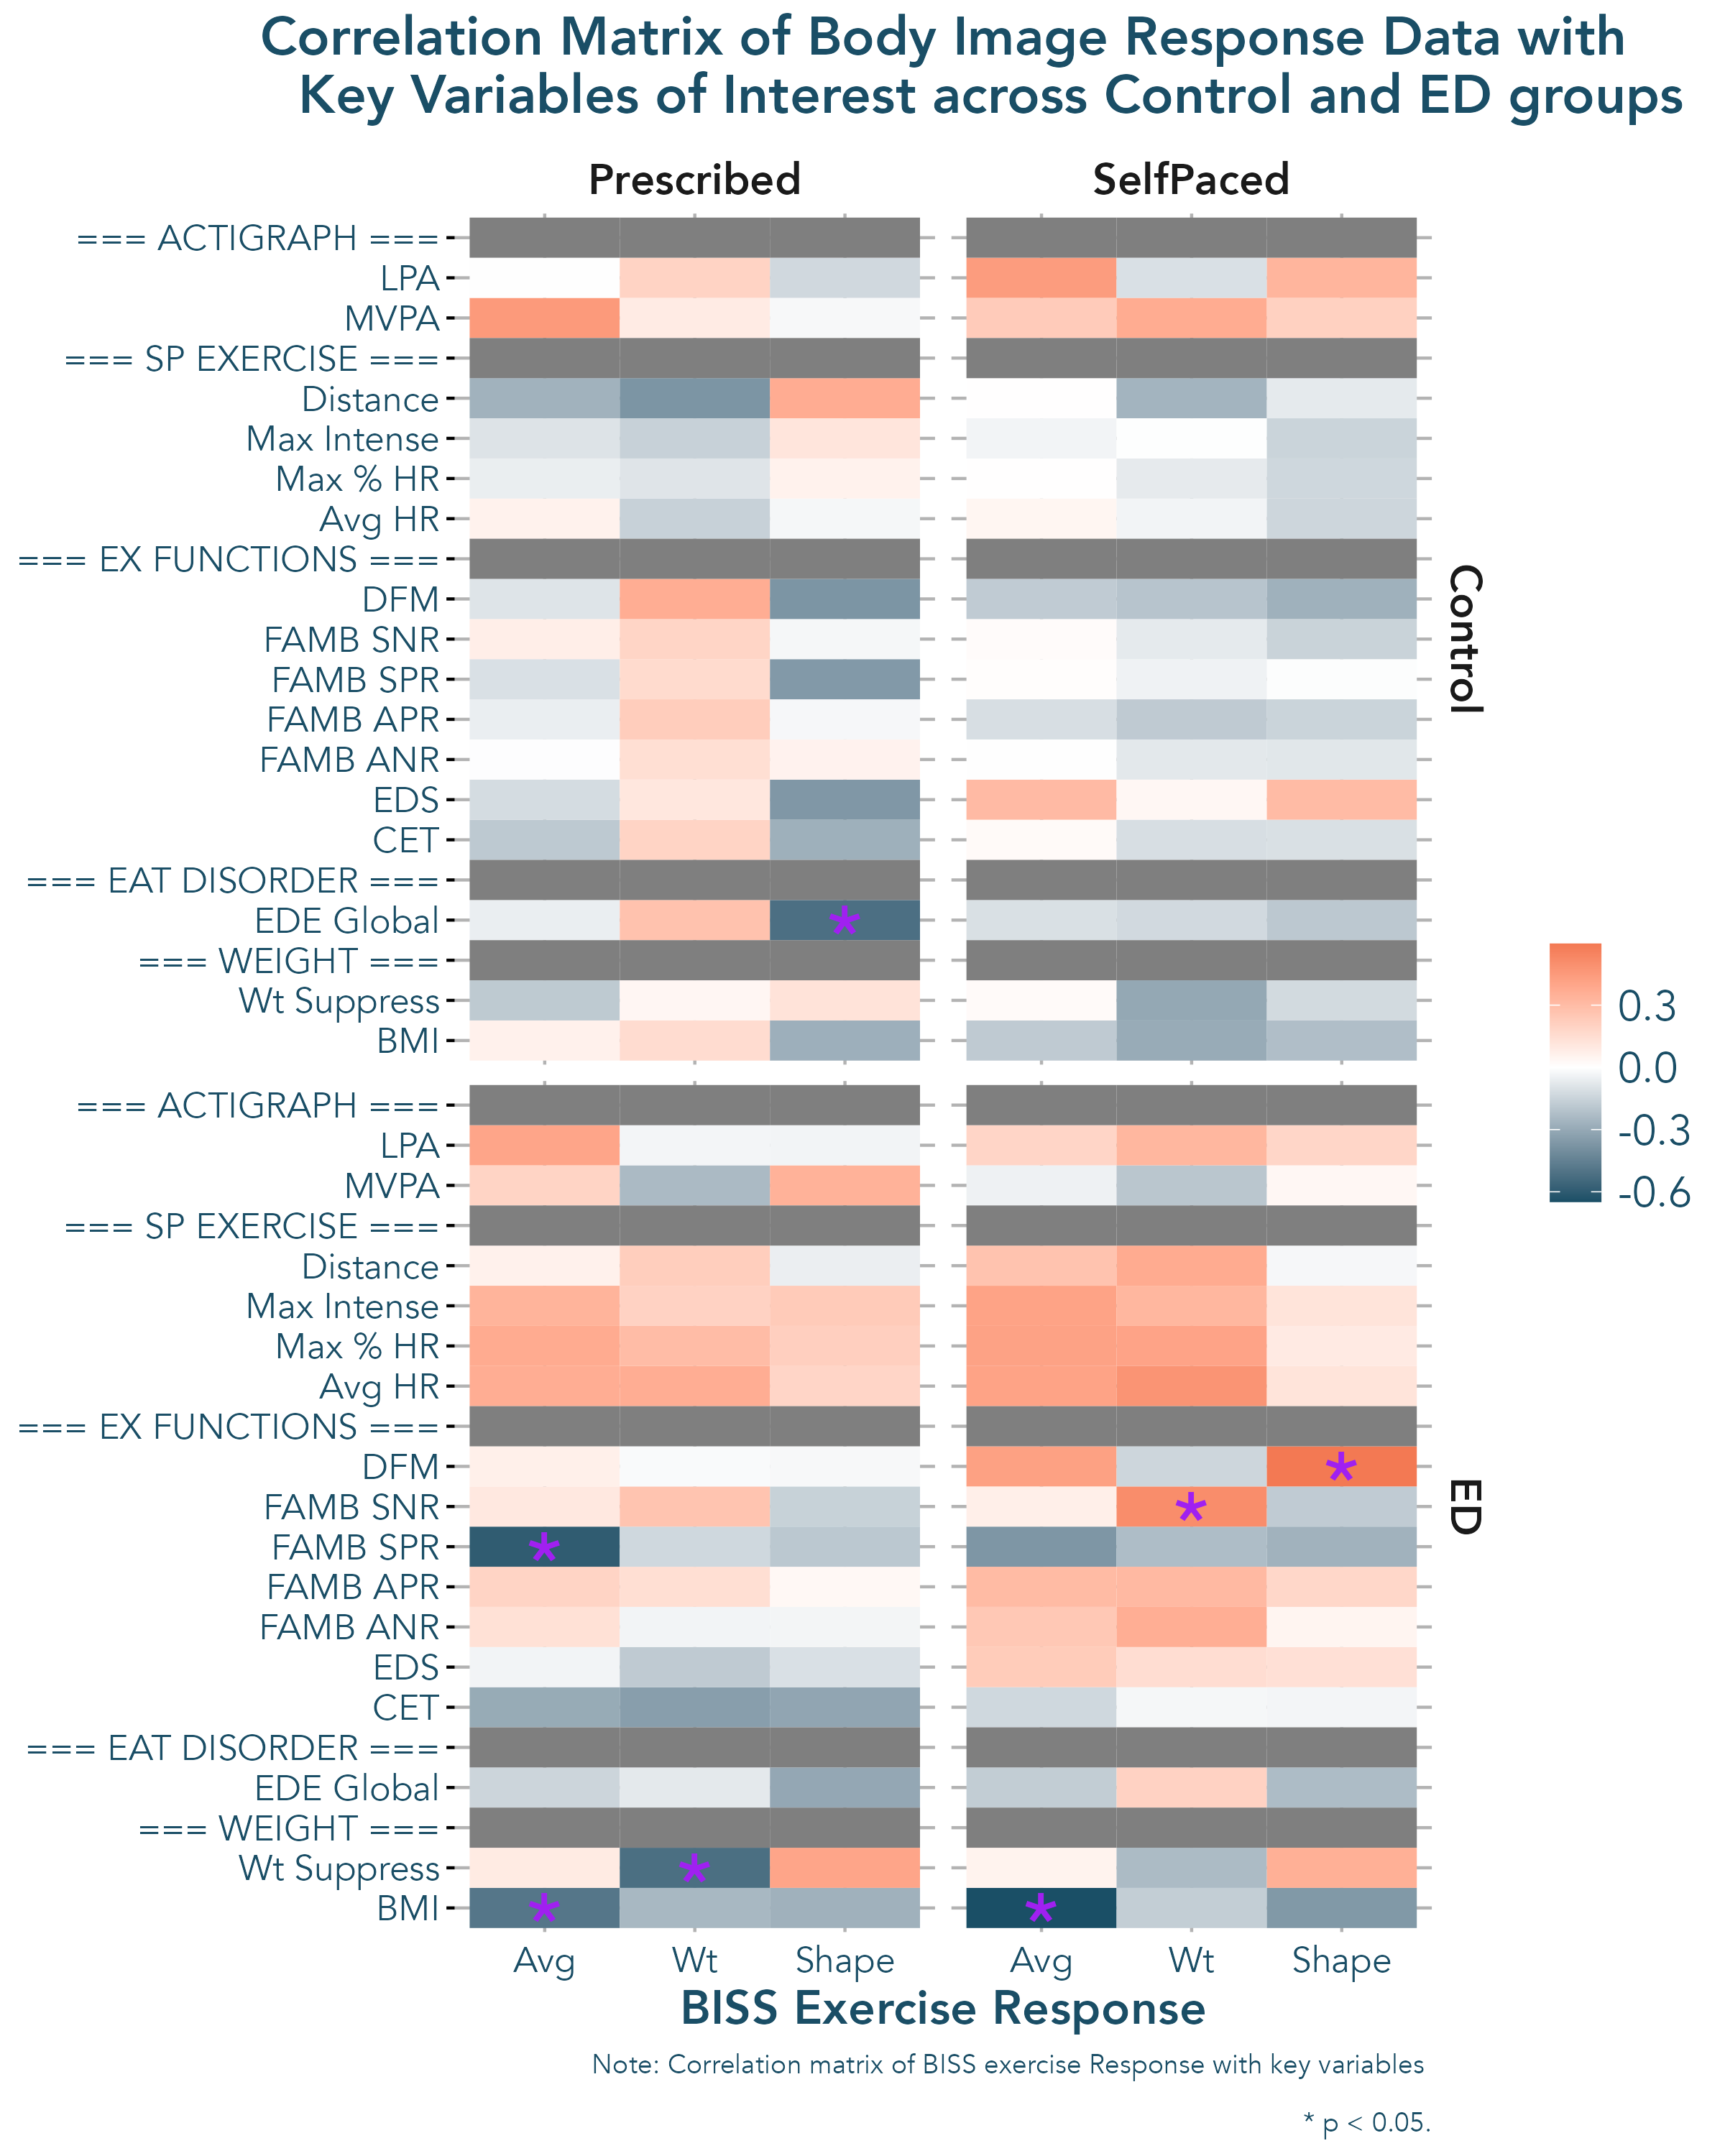 Correlation Matrix of Body Image Response Data with
Key Variables of Interest across Control and ED groups
Prescribed
SelfPaced
=== ACTIGRAPH ===
LPA
MVPA
=== SP EXERCISE ===
Distance
Max Intense
Max % HR
Avg HR
=== EX FUNCTIONS ===
DFM
FAMB SNR
FAMB SPR
FAMB APR
FAMB ANR
EDS
CET
=== EAT DISORDER ===
EDE Global
*
=== WEIGHT ===
Wt Suppress
BMI
Control
=== ACTIGRAPH ===
LPA
MVPA
=== SP EXERCISE ===
Distance
Max Intense
Max % HR
Avg HR
=== EX FUNCTIONS ===
DFM
*
FAMB SNR
*
FAMB SPR
*
FAMB APR
FAMB ANR
EDS
CET
=== EAT DISORDER ===
EDE Global
=== WEIGHT ===
Wt Suppress
*
BMI
* *
ED
0.3
0.0
-0.3
-0.6
Avg Wt Shape
Avg Wt Shape
BISS Exercise Response
Note: Correlation matrix of BISS exercise Response with key variables
* p < 0.05.